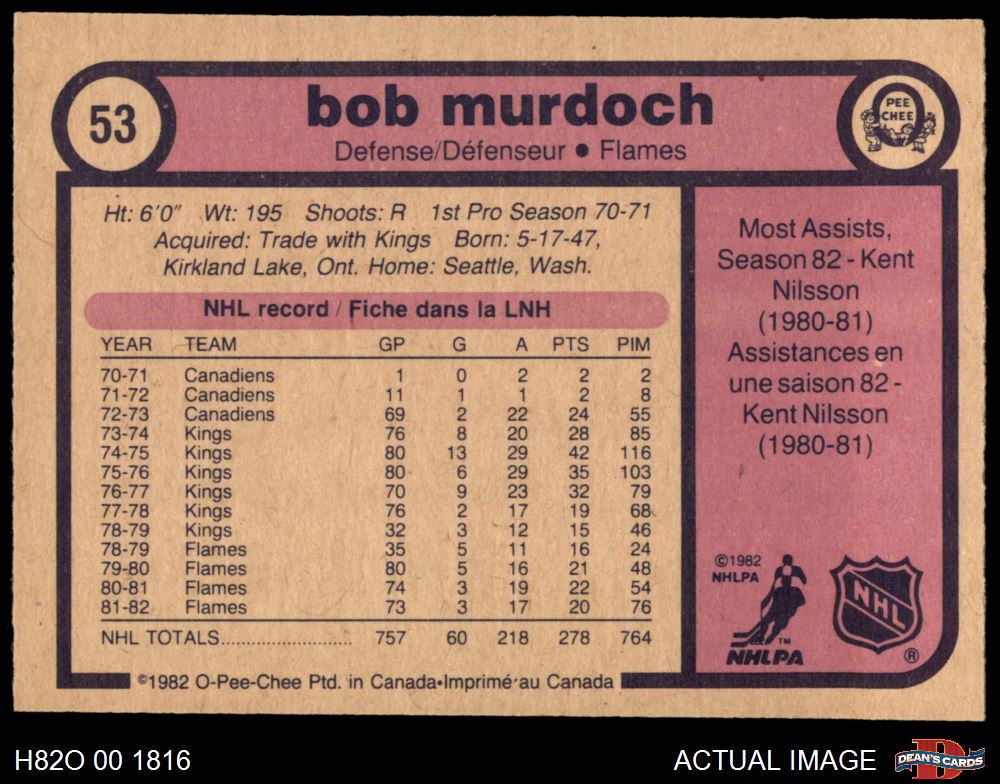 53
bob murdoch
Defense/Défenseur • Flames
O
PEE
CHEE
Ht: 6'0" Wt: 195 Shoots: R 1st Pro Season 70-71
Acquired: Trade with Kings Born: 5-17-47,
Kirkland Lake, Ont. Home: Seattle, Wash.
NHL record / Fiche dans la LNH
YEAR TEAM GP G A PTS PIM
70-71 Canadiens 1 0 2 2 2
71-72 Canadiens 11 1 1 2 8
72-73 Canadiens 69 2 22 24 55
73-74 Kings 76 8 20 28 85
74-75 Kings 80 13 29 42 116
75-76 Kings 80 6 29 35 103
76-77 Kings 70 9 23 32 79
77-78 Kings 76 2 17 19 68
78-79 Kings 32 3 12 15 46
78-79 Flames 35 5 11 16 24
79-80 Flames 80 5 16 21 48
80-81 Flames 74 3 19 22 54
81-82 Flames 73 3 17 20 76
NHL TOTALS.......................... 757 60 218 278 764
©1982 O-Pee-Chee Ptd. in Canada•Imprimé au Canada
Most Assists,
Season 82 - Kent
Nilsson
(1980-81)
Assistances en
une saison 82 -
Kent Nilsson
(1980-81)
©1982
NHLPA
TM
NHLPA
NHL
®
H82O 00 1816
ACTUAL IMAGE
D
DEAN'S CARDS